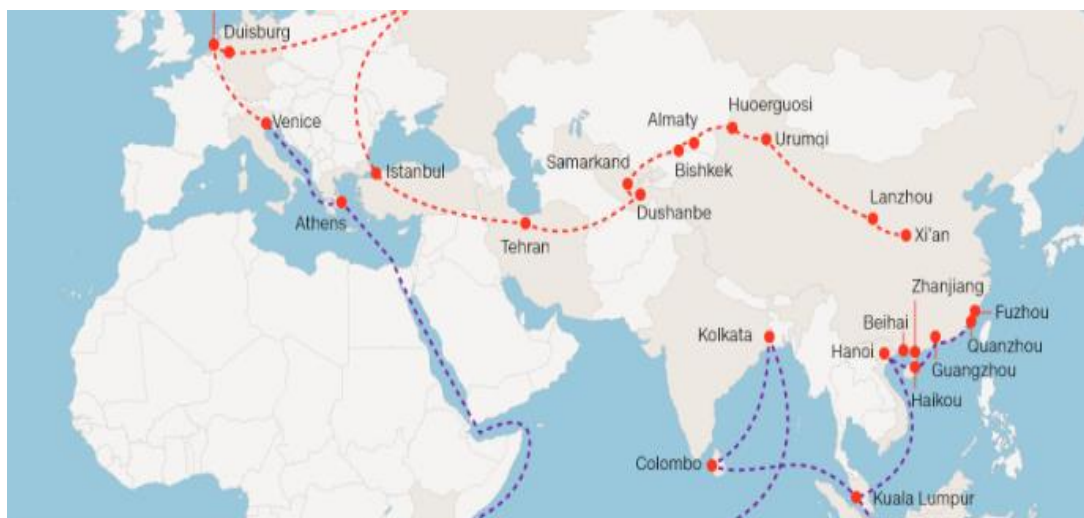 Duisburg
Venice
Istanbul
Athens
Tehran
Samarkand
Dushanbe
Almaty
Bishkek
Huoerguosi
Urumqi
Lanzhou
Xi'an
Zhanjiang
Fuzhou
Beihai
Quanzhou
Kolkata
Hanoi
Guangzhou
Haikou
Colombo
Kuala Lumpur